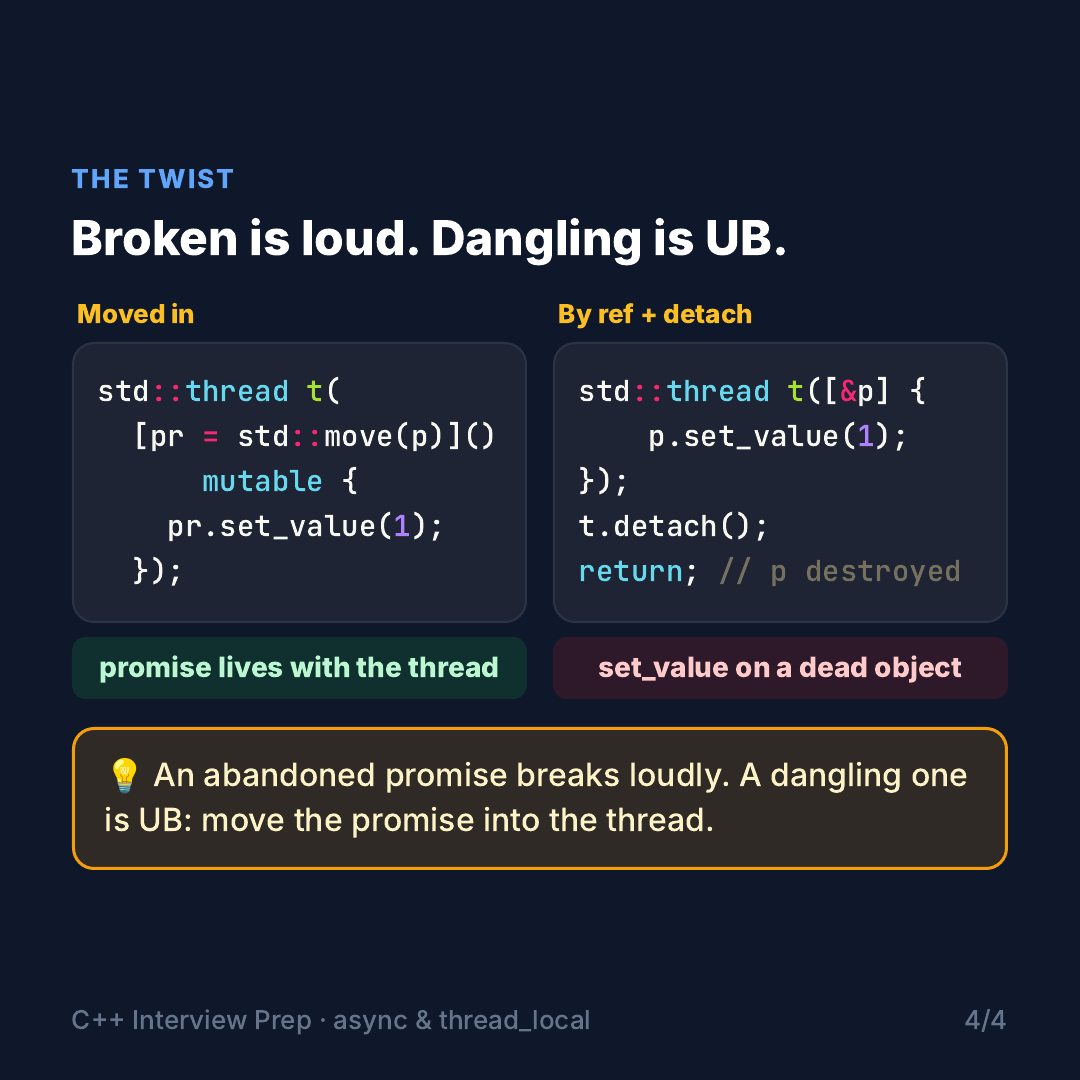 THE TWIST
Broken is loud. Dangling is UB.
Moved in
std::thread t(
  [pr = std::move(p)]()
      mutable {
    pr.set_value(1);
  });
promise lives with the thread
By ref + detach
std::thread t([&p] {
    p.set_value(1);
});
t.detach();
return; // p destroyed
set_value on a dead object
💡 An abandoned promise breaks loudly. A dangling one
is UB: move the promise into the thread.
C++ Interview Prep · async & thread_local
4/4